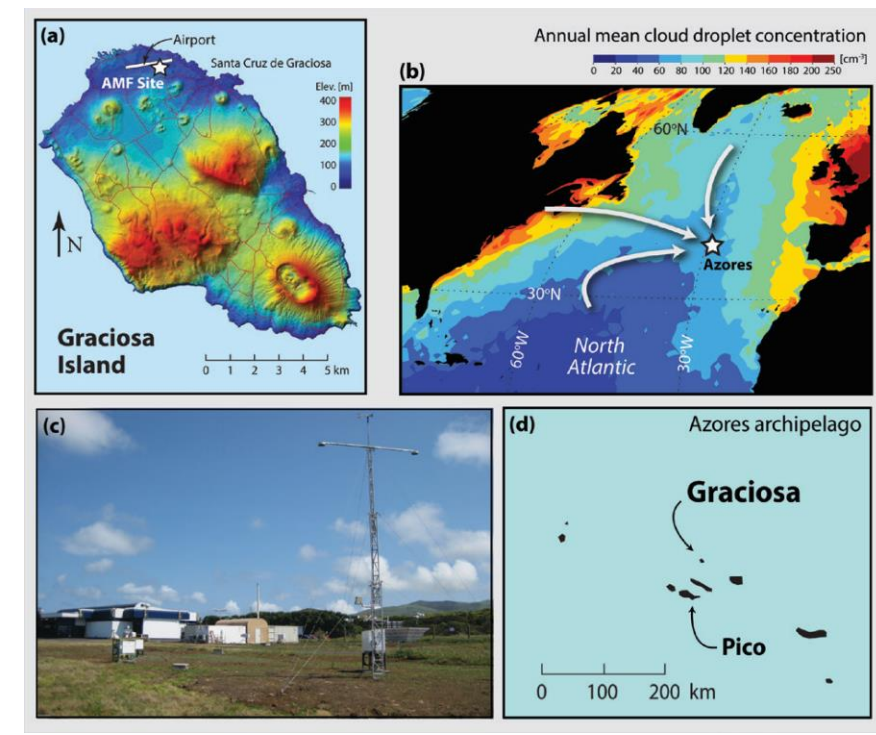 (a)
Airport
Santa Cruz de Graciosa
AMF Site
Elev. [m]
400
300
200
100
0
N
Graciosa
Island
0 1 2 3 4 5 km
Annual mean cloud droplet concentration
[cm⁻³]
0 20 40 60 80 100 120 140 160 180 200 250
(b)
60°N
Azores
30°N
60°W
North
Atlantic
30°W
(c)
(d)
Azores archipelago
Graciosa
Pico
0 100 200 km